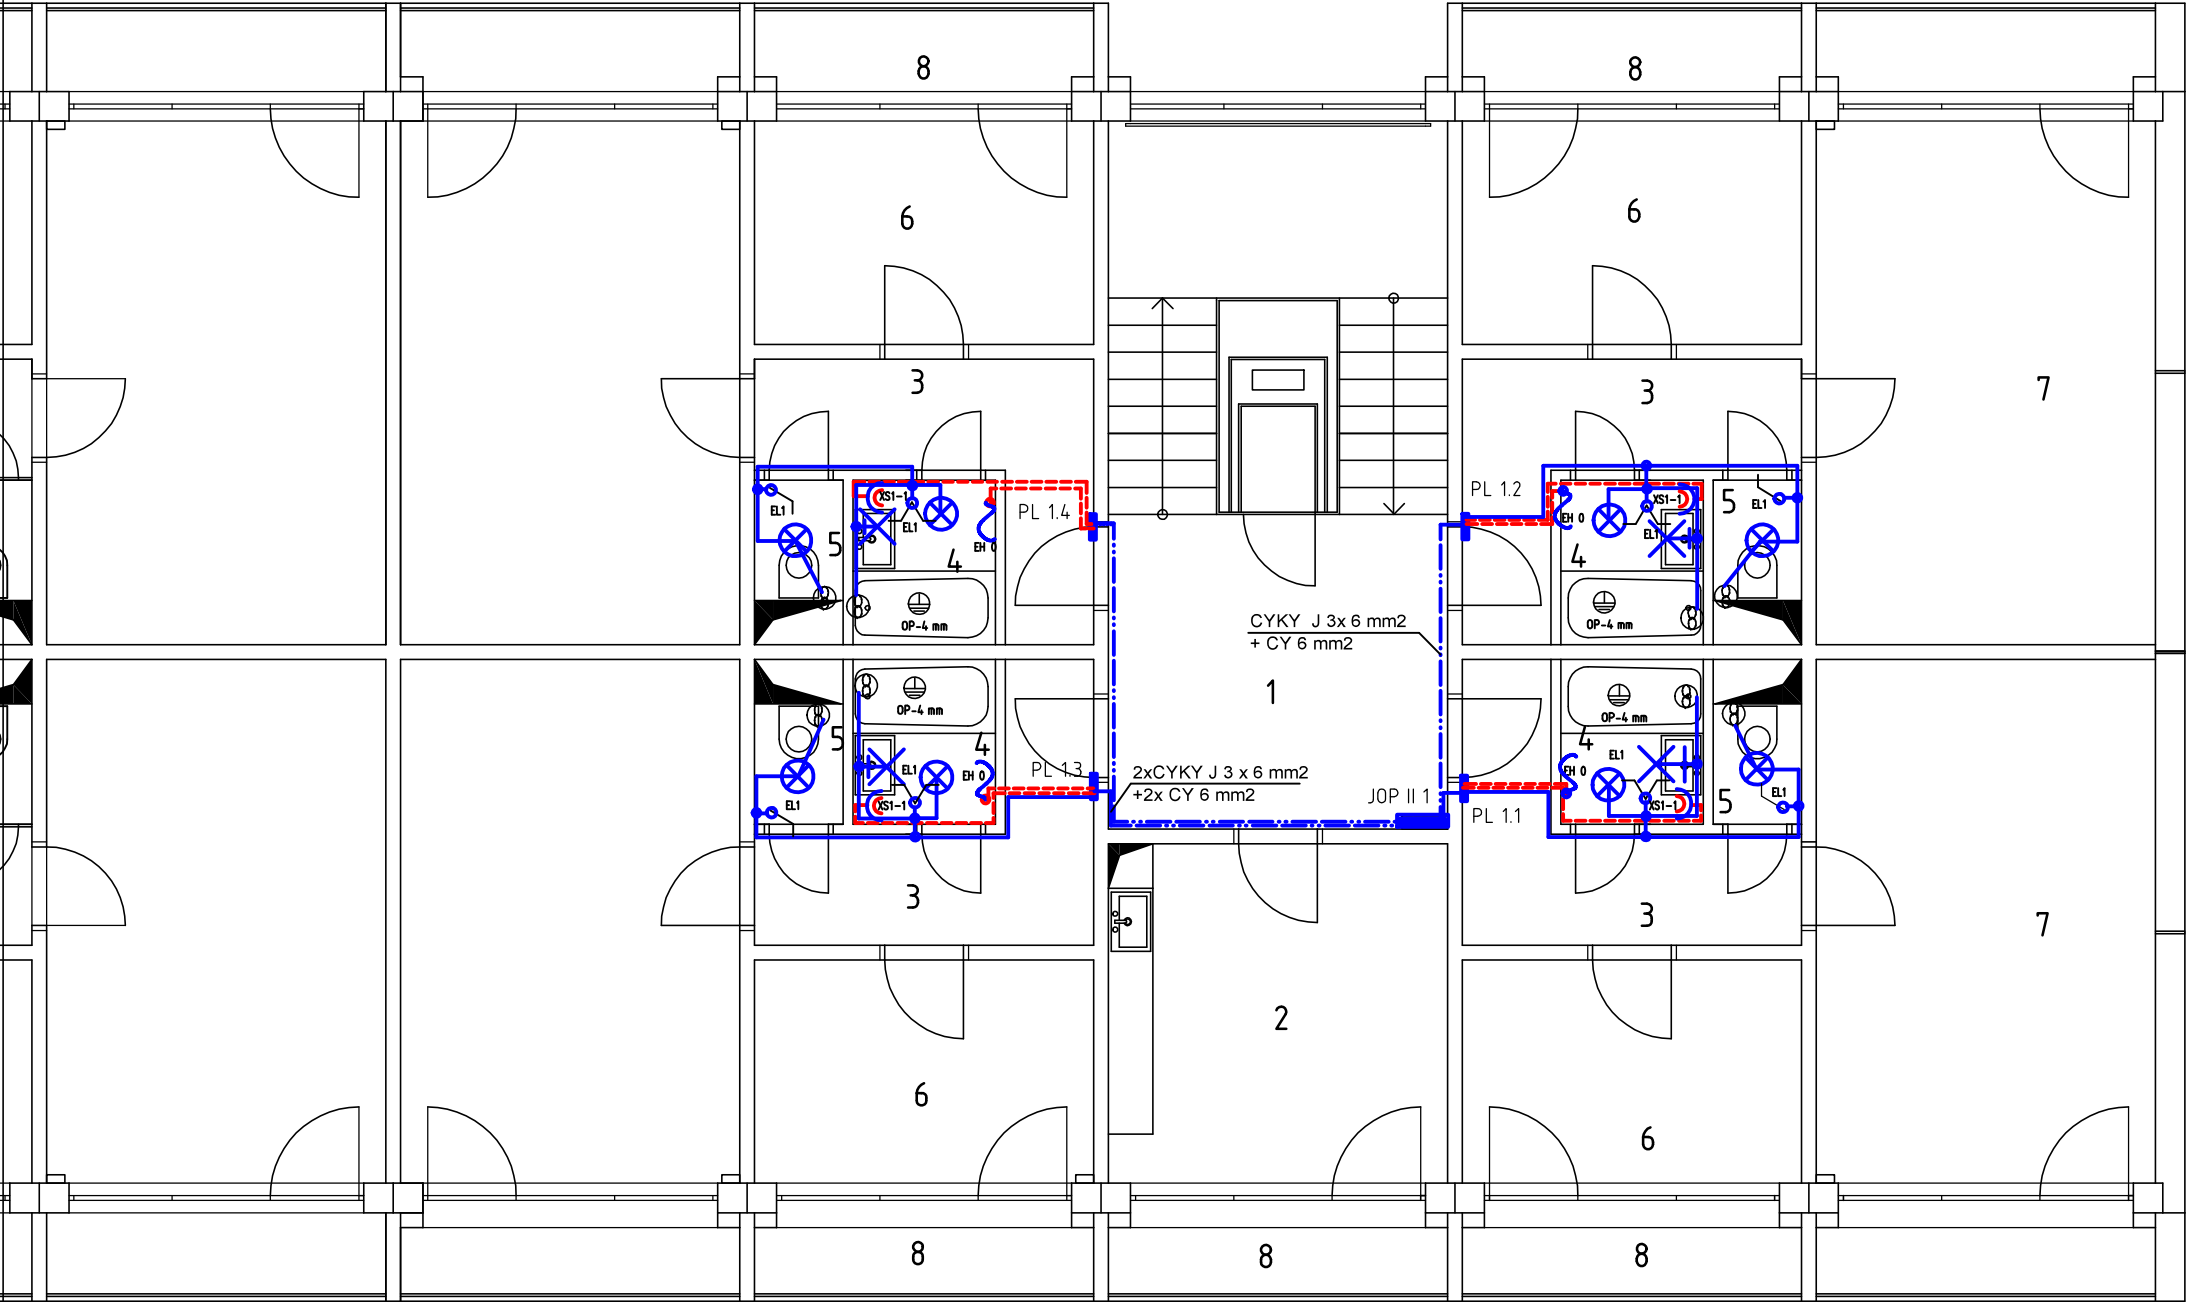 8
8
6
6
3
3
7
PL 1.4
PL 1.2
XS1-1
EL1
EL1
EH 0
5
4
XS1-1
EL1
EL1
EH 0
5
4
OP-4 mm
OP-4 mm
CYKY J 3x 6 mm2
+ CY 6 mm2
1
OP-4 mm
OP-4 mm
5
4
4
5
EL1
EH 0
EL1
XS1-1
PL 1.3
2xCYKY J 3 x 6 mm2
+2x CY 6 mm2
JOP II 1
PL 1.1
EL1
EH 0
EL1
XS1-1
3
3
7
2
6
6
8
8
8